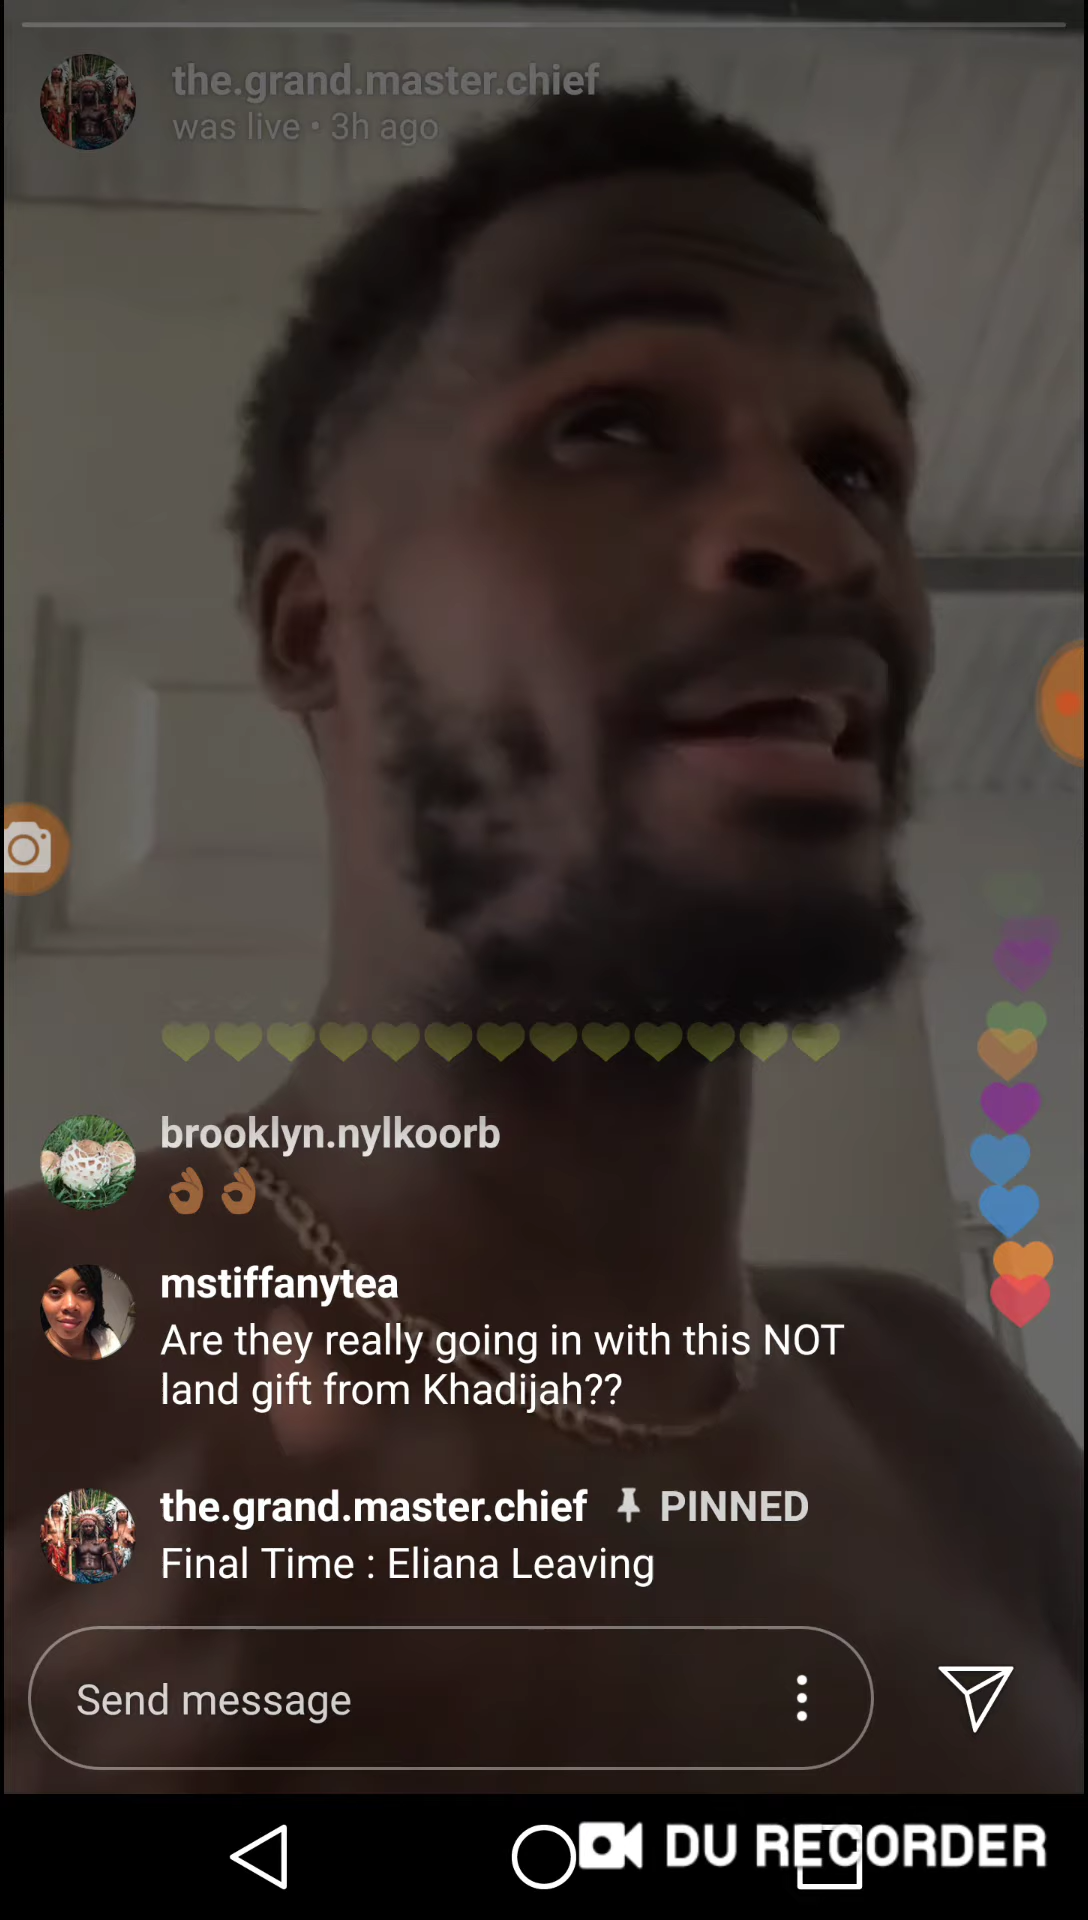 the.grand.master.chief
was live • 3h ago
brooklyn.nylkoorb
👌🏾👌🏾
mstiffanytea
Are they really going in with this NOT
land gift from Khadijah??
the.grand.master.chief PINNED
Final Time : Eliana Leaving
Send message
DU RECORDER